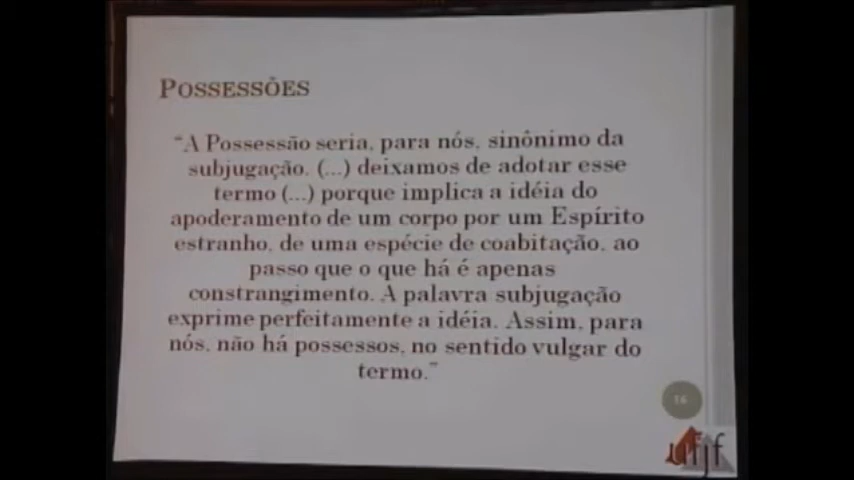 POSSESSÕES
"A Possessão seria, para nós, sinônimo da
subjugação. (...) deixamos de adotar esse
termo (...) porque implica a idéia do
apoderamento de um corpo por um Espírito
estranho, de uma espécie de coabitação, ao
passo que o que há é apenas
constrangimento. A palavra subjugação
exprime perfeitamente a idéia. Assim, para
nós, não há possessos, no sentido vulgar do
termo."
16
ufjf